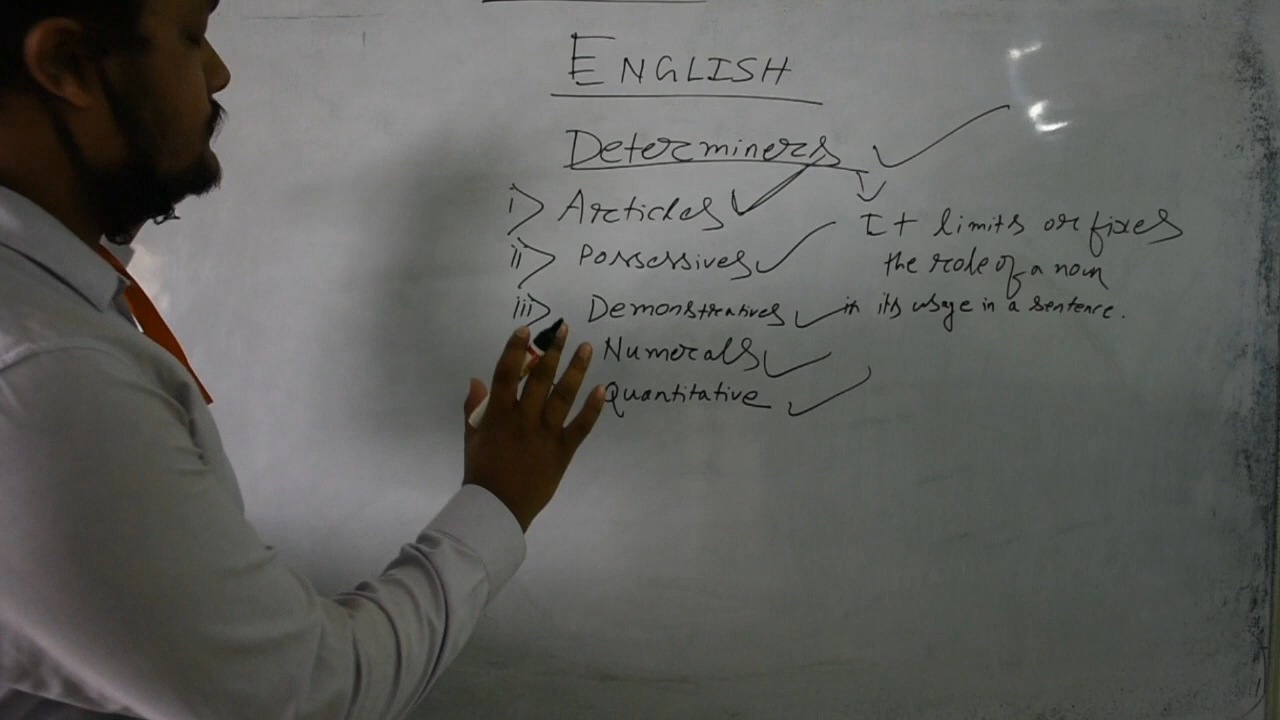 ENGLISH
Determiners
i) Articles
ii) Possessives
iii) Demonstratives
Numerals
Quantitative
It limits or fixes
the role of a noun
in its usage in a sentence.